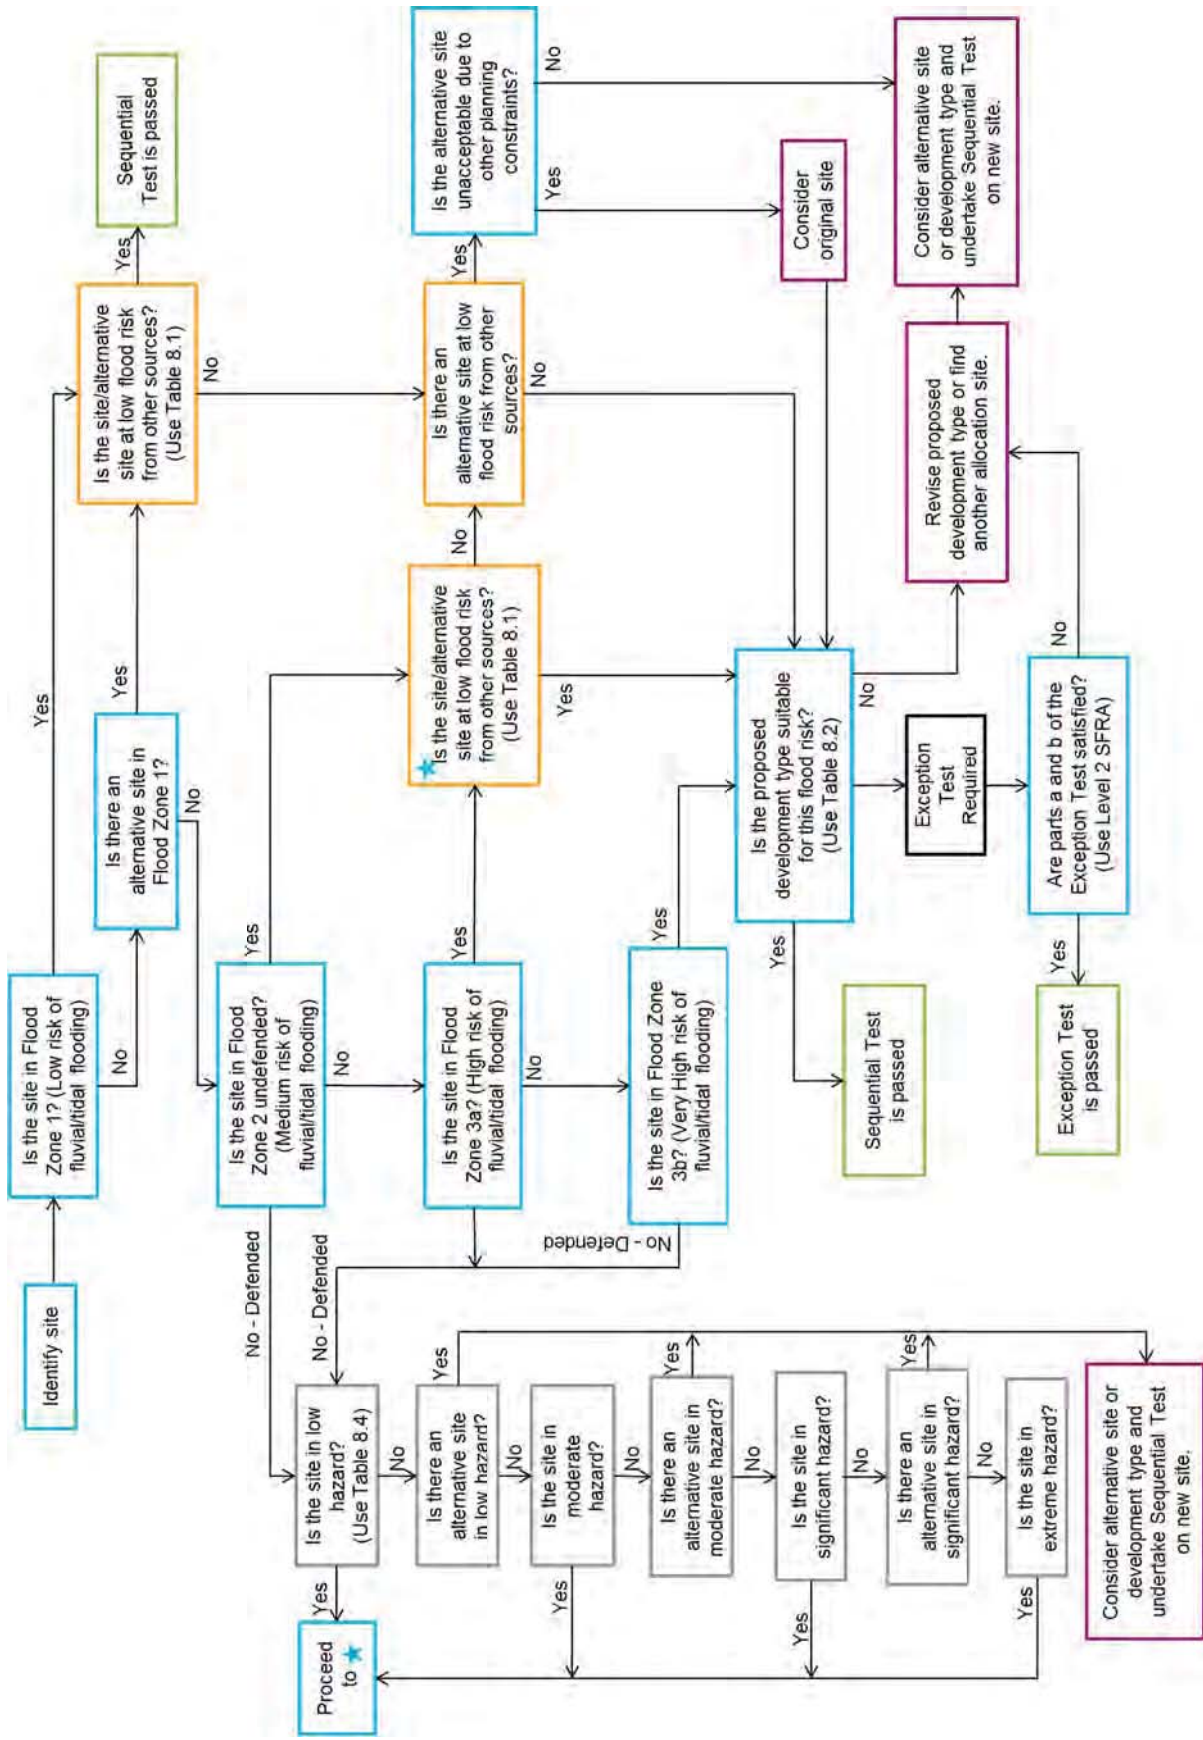 Identify site
Is the site in Flood
Zone 1? (Low risk of
fluvial/tidal flooding)
Yes
No
Is there an
alternative site in
Flood Zone 1?
Yes
No
Is the site/alternative
site at low flood risk
from other sources?
(Use Table 8.1)
Yes
No
Sequential
Test is passed
Is the site in Flood
Zone 2 undefended?
(Medium risk of
fluvial/tidal flooding)
No - Defended
Yes
No
Is the site in Flood
Zone 3a? (High risk of
fluvial/tidal flooding)
No - Defended
Yes
No
Is the site/alternative
site at low flood risk
from other sources?
(Use Table 8.1)
No
Yes
Is there an
alternative site at low
flood risk from other
sources?
Yes
No
Is the alternative site
unacceptable due to
other planning
constraints?
Yes
No
Is the site in Flood Zone
3b? (Very High risk of
fluvial/tidal flooding)
No - Defended
Yes
Is the proposed
development type suitable
for this flood risk?
(Use Table 8.2)
Yes
No
Consider
original site
Sequential Test
is passed
Exception
Test
Required
Revise proposed
development type or find
another allocation site.
Consider alternative site
or development type and
undertake Sequential Test
on new site.
Are parts a and b of the
Exception Test satisfied?
(Use Level 2 SFRA)
Yes
No
Exception Test
is passed
Proceed
to
Is the site in low
hazard?
(Use Table 8.4)
Yes
No
Is there an
alternative site
in low hazard?
Yes
No
Is the site in
moderate
hazard?
Yes
No
Is there an
alternative site in
moderate hazard?
Yes
No
Is the site in
significant hazard?
Yes
No
Is there an
alternative site in
significant hazard?
Yes
No
Is the site in
extreme hazard?
Yes
Consider alternative site or
development type and
undertake Sequential Test
on new site.